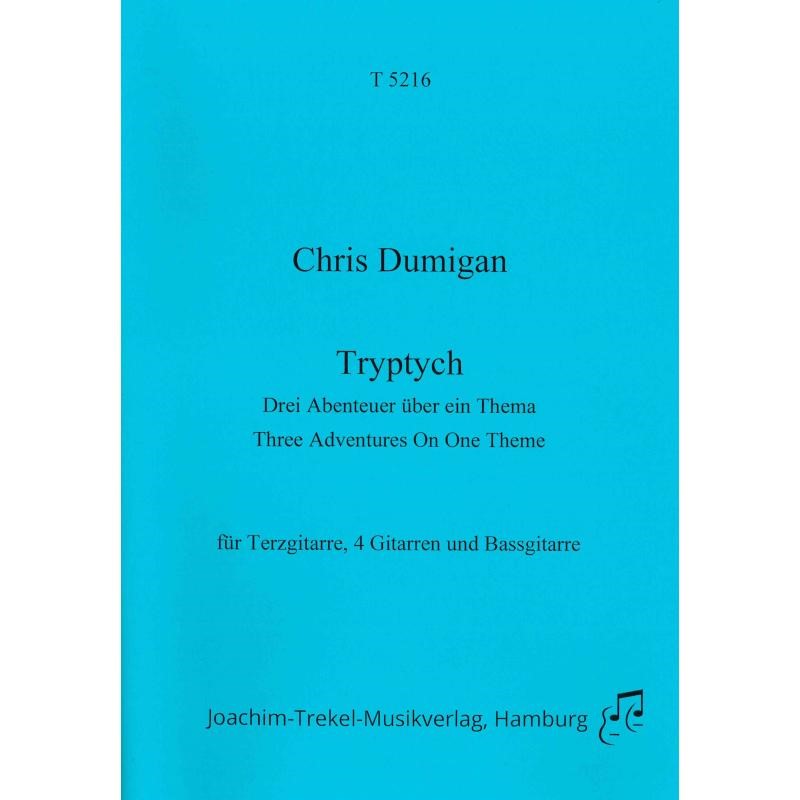 T 5216
Chris Dumigan
Tryptych
Drei Abenteuer über ein Thema
Three Adventures On One Theme
für Terzgitarre, 4 Gitarren und Bassgitarre
Joachim-Trekel-Musikverlag, Hamburg